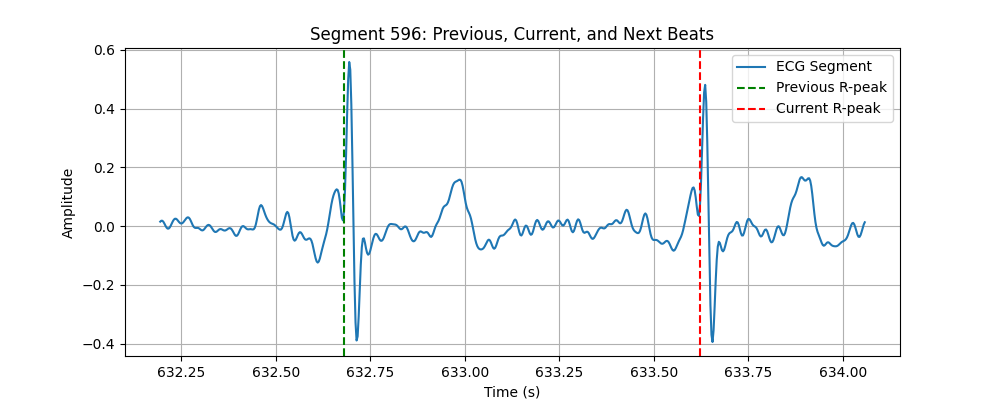 Segment 596: Previous, Current, and Next Beats
ECG Segment
Previous R-peak
Current R-peak
Amplitude
0.6
0.4
0.2
0.0
−0.2
−0.4
632.25 632.50 632.75 633.00 633.25 633.50 633.75 634.00
Time (s)